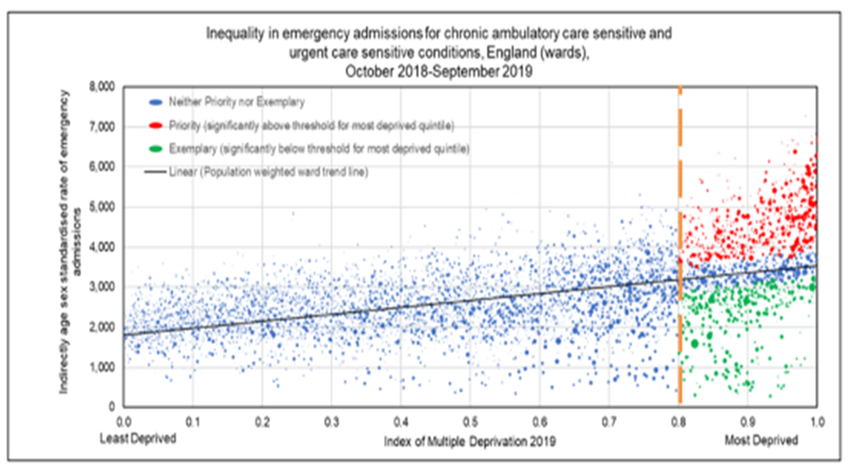 Inequality in emergency admissions for chronic ambulatory care sensitive and
urgent care sensitive conditions, England (wards),
October 2018-September 2019
Indirectly age sex standardised rate of emergency
admissions
8,000
7,000
6,000
5,000
4,000
3,000
2,000
1,000
0
Neither Priority nor Exemplary
Priority (significantly above threshold for most deprived quintile)
Exemplary (significantly below threshold for most deprived quintile)
Linear (Population weighted ward trend line)
0.0 0.1 0.2 0.3 0.4 0.5 0.6 0.7 0.8 0.9 1.0
Least Deprived Index of Multiple Deprivation 2019 Most Deprived